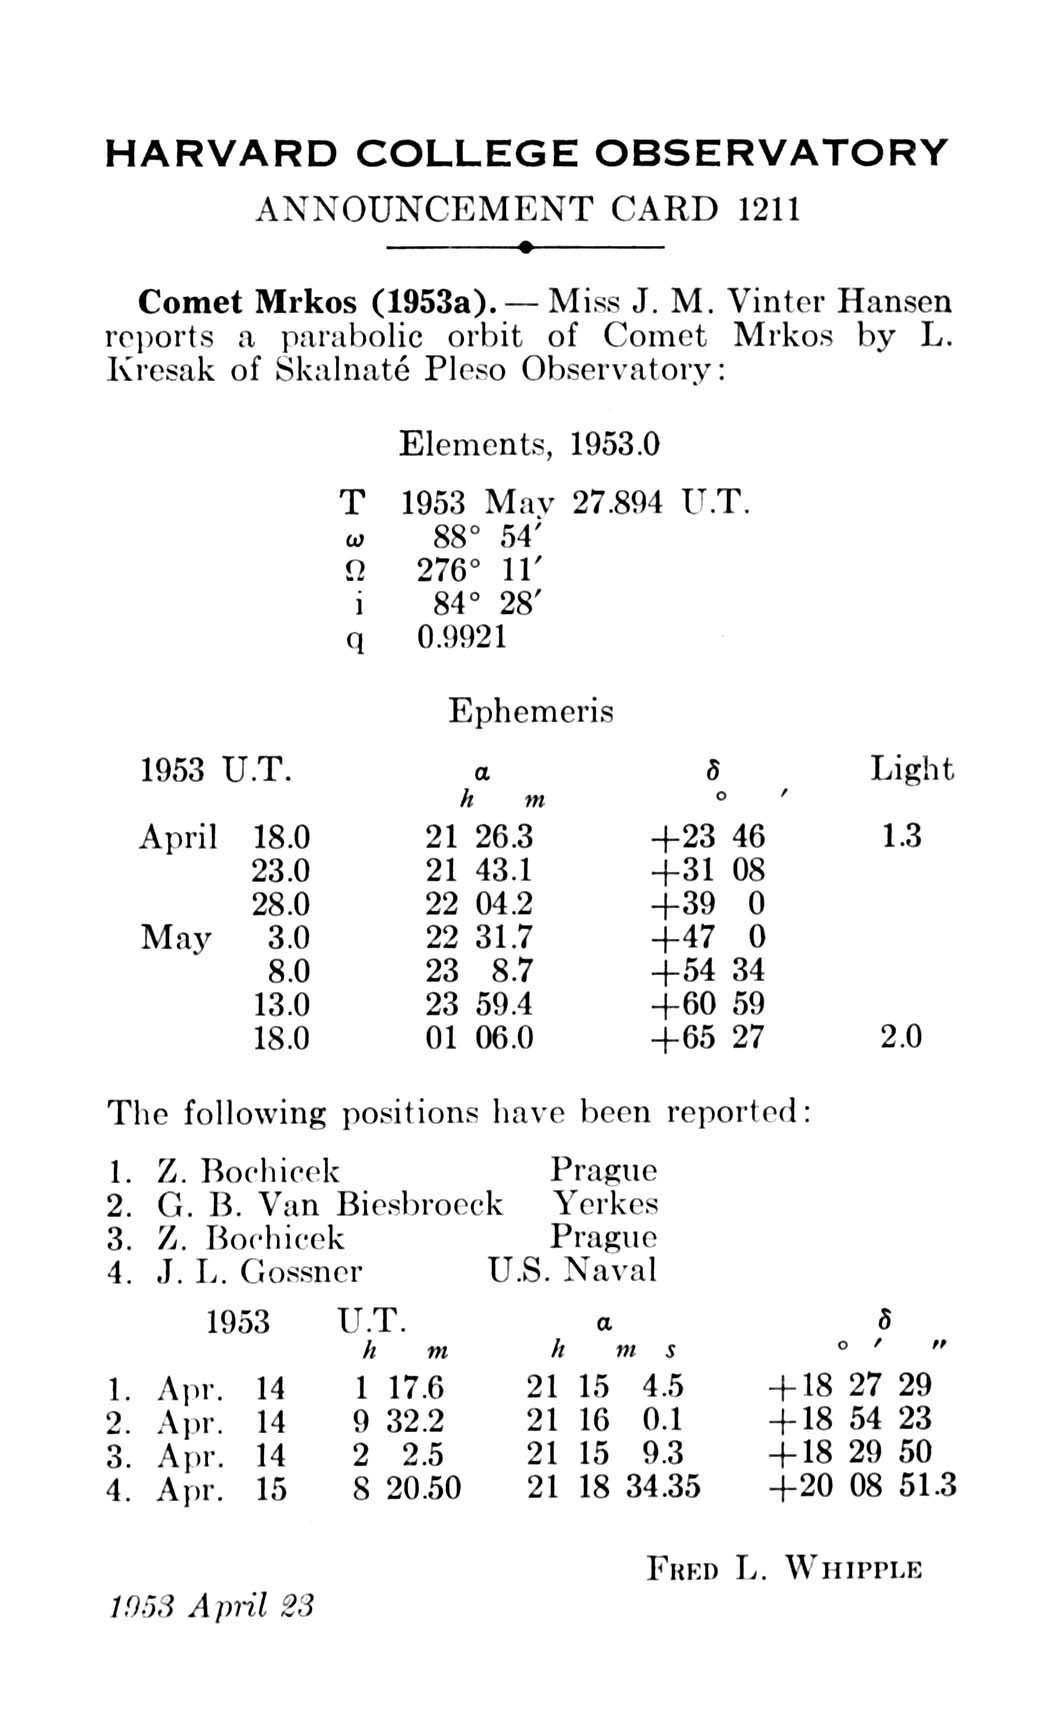 HARVARD COLLEGE OBSERVATORY
ANNOUNCEMENT CARD 1211
Comet Mrkos (1953a). — Miss J. M. Vinter Hansen
reports a parabolic orbit of Comet Mrkos by L.
Kresak of Skalnaté Pleso Observatory:
Elements, 1953.0
T 1953 May 27.894 U.T.
ω 88° 54′
Ω 276° 11′
i 84° 28′
q 0.9921
Ephemeris
1953 U.T. α δ Light
h m ° ′
April 18.0 21 26.3 +23 46 1.3
23.0 21 43.1 +31 08
28.0 22 04.2 +39 0
May 3.0 22 31.7 +47 0
8.0 23 8.7 +54 34
13.0 23 59.4 +60 59
18.0 01 06.0 +65 27 2.0
The following positions have been reported:
1. Z. Bochicek Prague
2. G. B. Van Biesbroeck Yerkes
3. Z. Bochicek Prague
4. J. L. Gossner U.S. Naval
1953 U.T. α δ
h m h m s ° ′ ″
1. Apr. 14 1 17.6 21 15 4.5 +18 27 29
2. Apr. 14 9 32.2 21 16 0.1 +18 54 23
3. Apr. 14 2 2.5 21 15 9.3 +18 29 50
4. Apr. 15 8 20.50 21 18 34.35 +20 08 51.3
FRED L. WHIPPLE
1953 April 23